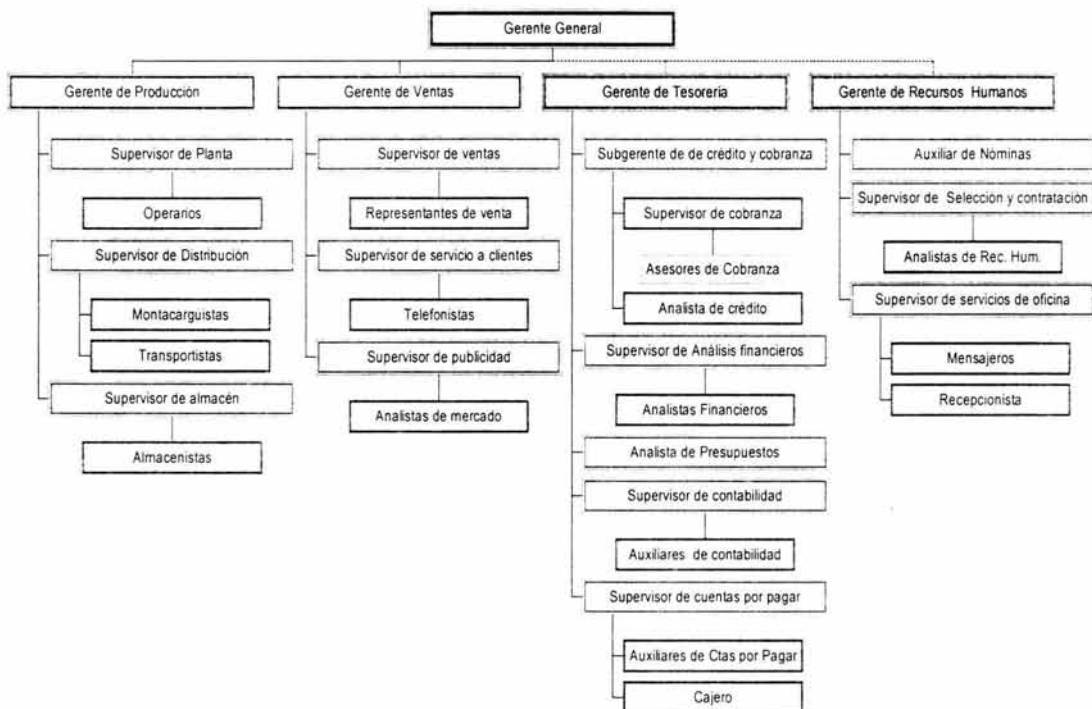 Gerente General
Gerente de Producción
Gerente de Ventas
Gerente de Tesorería
Gerente de Recursos Humanos
Supervisor de Planta
Operarios
Supervisor de Distribución
Montacarguistas
Transportistas
Supervisor de almacén
Almacenistas
Supervisor de ventas
Representantes de venta
Supervisor de servicio a clientes
Telefonistas
Supervisor de publicidad
Analistas de mercado
Subgerente de de crédito y cobranza
Supervisor de cobranza
Asesores de Cobranza
Analista de crédito
Supervisor de Análisis financieros
Analistas Financieros
Analista de Presupuestos
Supervisor de contabilidad
Auxiliares de contabilidad
Supervisor de cuentas por pagar
Auxiliares de Ctas por Pagar
Cajero
Auxiliar de Nóminas
Supervisor de Selección y contratación
Analistas de Rec. Hum.
Supervisor de servicios de oficina
Mensajeros
Recepcionista